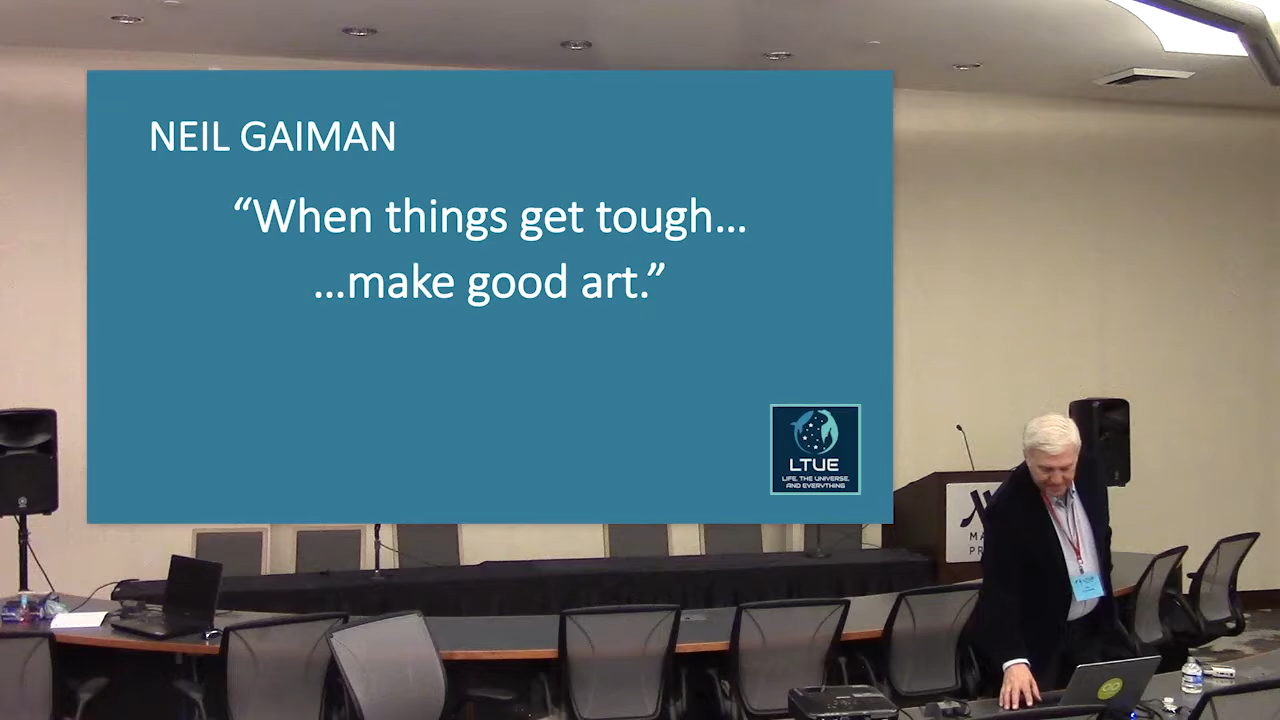 NEIL GAIMAN
“When things get tough...
...make good art.”
LTUE
LIFE, THE UNIVERSE,
AND EVERYTHING